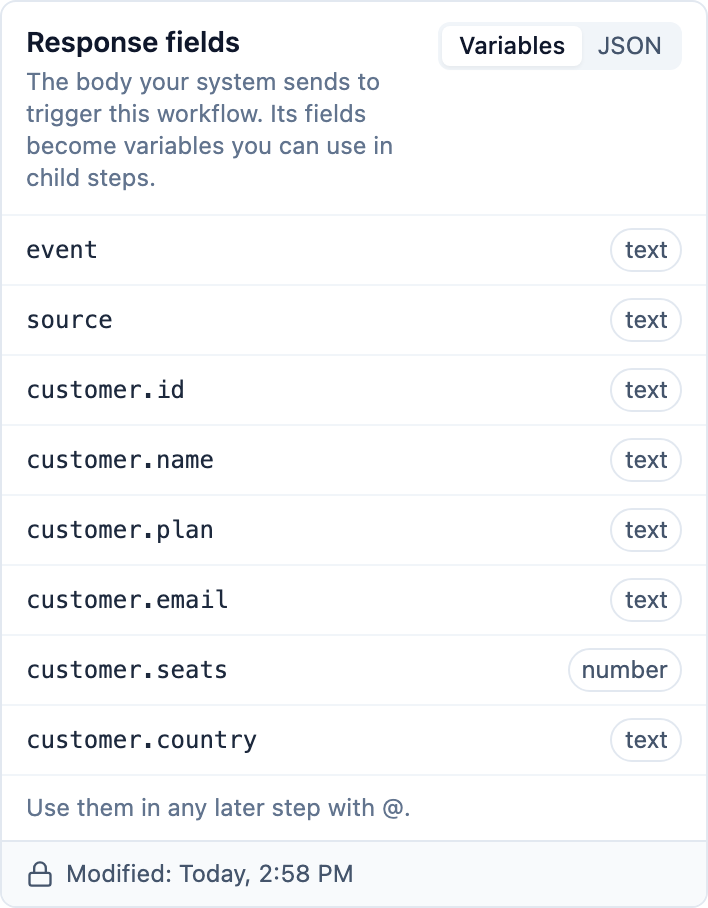 Response fields
Variables JSON
The body your system sends to
trigger this workflow. Its fields
become variables you can use in
child steps.
event text
source text
customer.id text
customer.name text
customer.plan text
customer.email text
customer.seats number
customer.country text
Use them in any later step with @.
Modified: Today, 2:58 PM